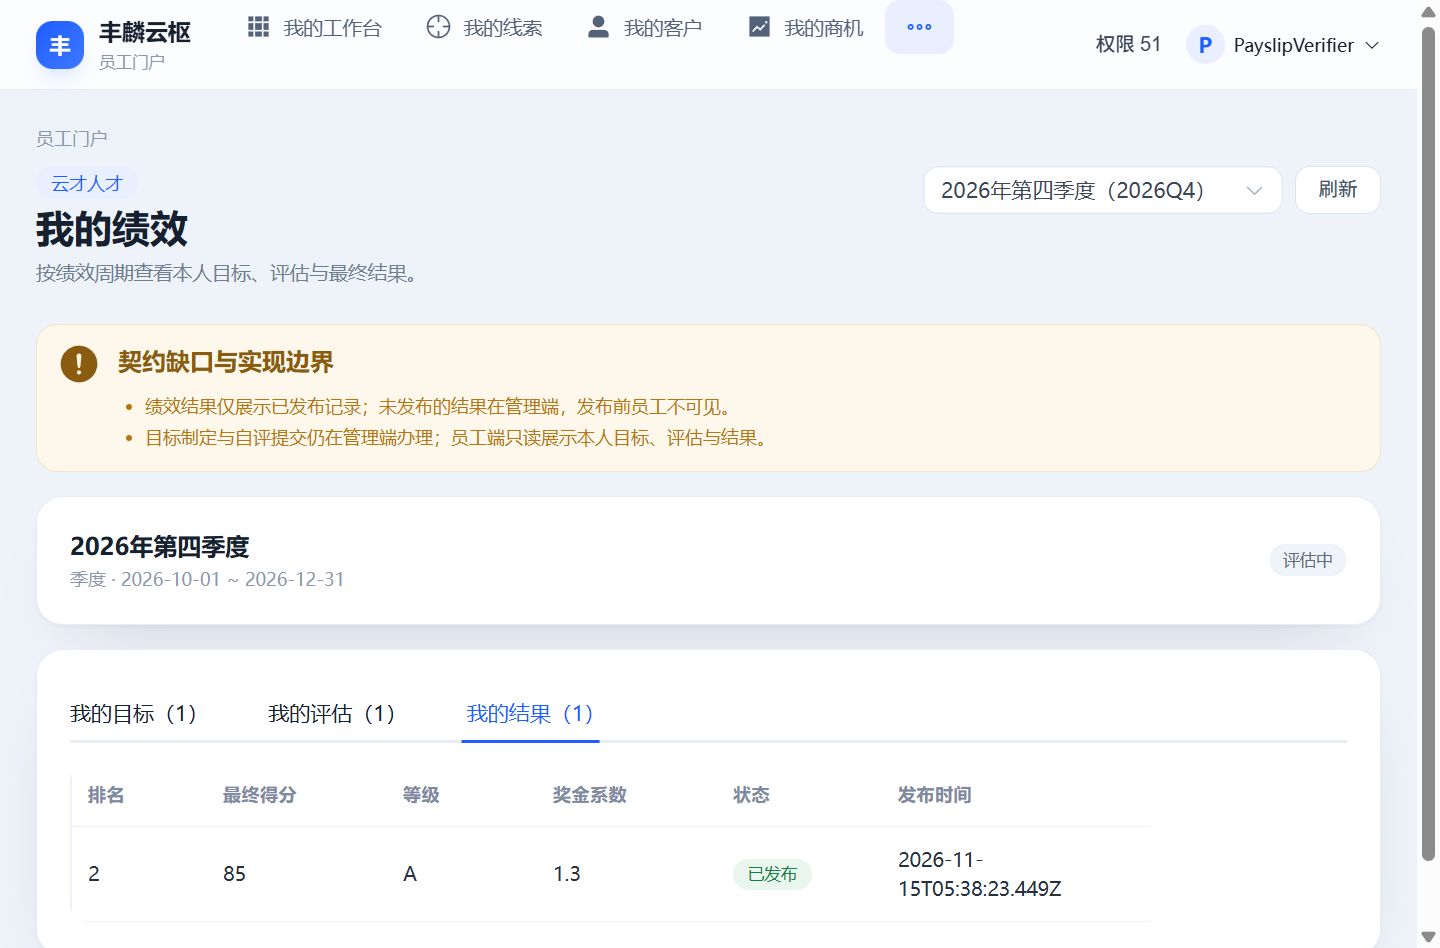 丰
丰麟云枢
员工门户
我的工作台
我的线索
我的客户
我的商机
权限 51
P
PayslipVerifier
员工门户
云才人才
我的绩效
按绩效周期查看本人目标、评估与最终结果。
2026年第四季度（2026Q4）
刷新
契约缺口与实现边界
• 绩效结果仅展示已发布记录；未发布的结果在管理端，发布前员工不可见。
• 目标制定与自评提交仍在管理端办理；员工端只读展示本人目标、评估与结果。
2026年第四季度
季度 · 2026-10-01 ~ 2026-12-31
评估中
我的目标（1） 我的评估（1） 我的结果（1）
排名 最终得分 等级 奖金系数 状态 发布时间
2 85 A 1.3 已发布 2026-11-
15T05:38:23.449Z